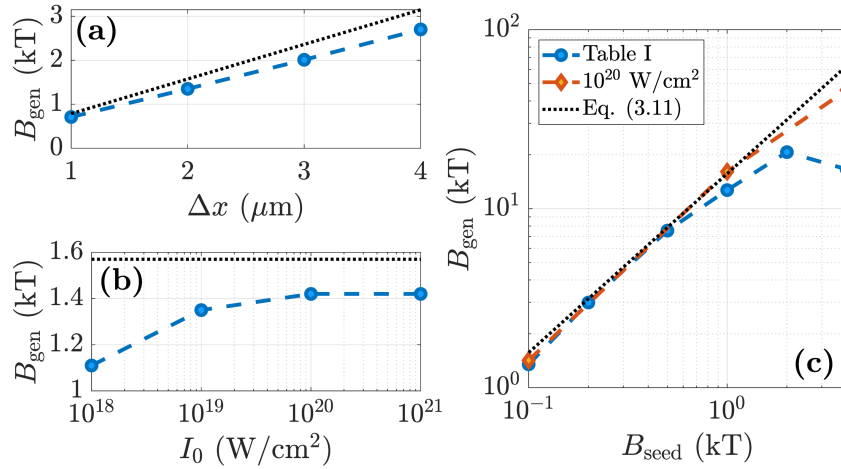 (a)
B_gen (kT)
3
2
1
0
1 2 3 4
Δx (μm)
(b)
B_gen (kT)
1.6
1.4
1.2
1
10^18 10^19 10^20 10^21
I_0 (W/cm^2)
Table I
10^20 W/cm^2
Eq. (3.11)
(c)
B_gen (kT)
10^2
10^1
10^0
10^-1 10^0
B_seed (kT)